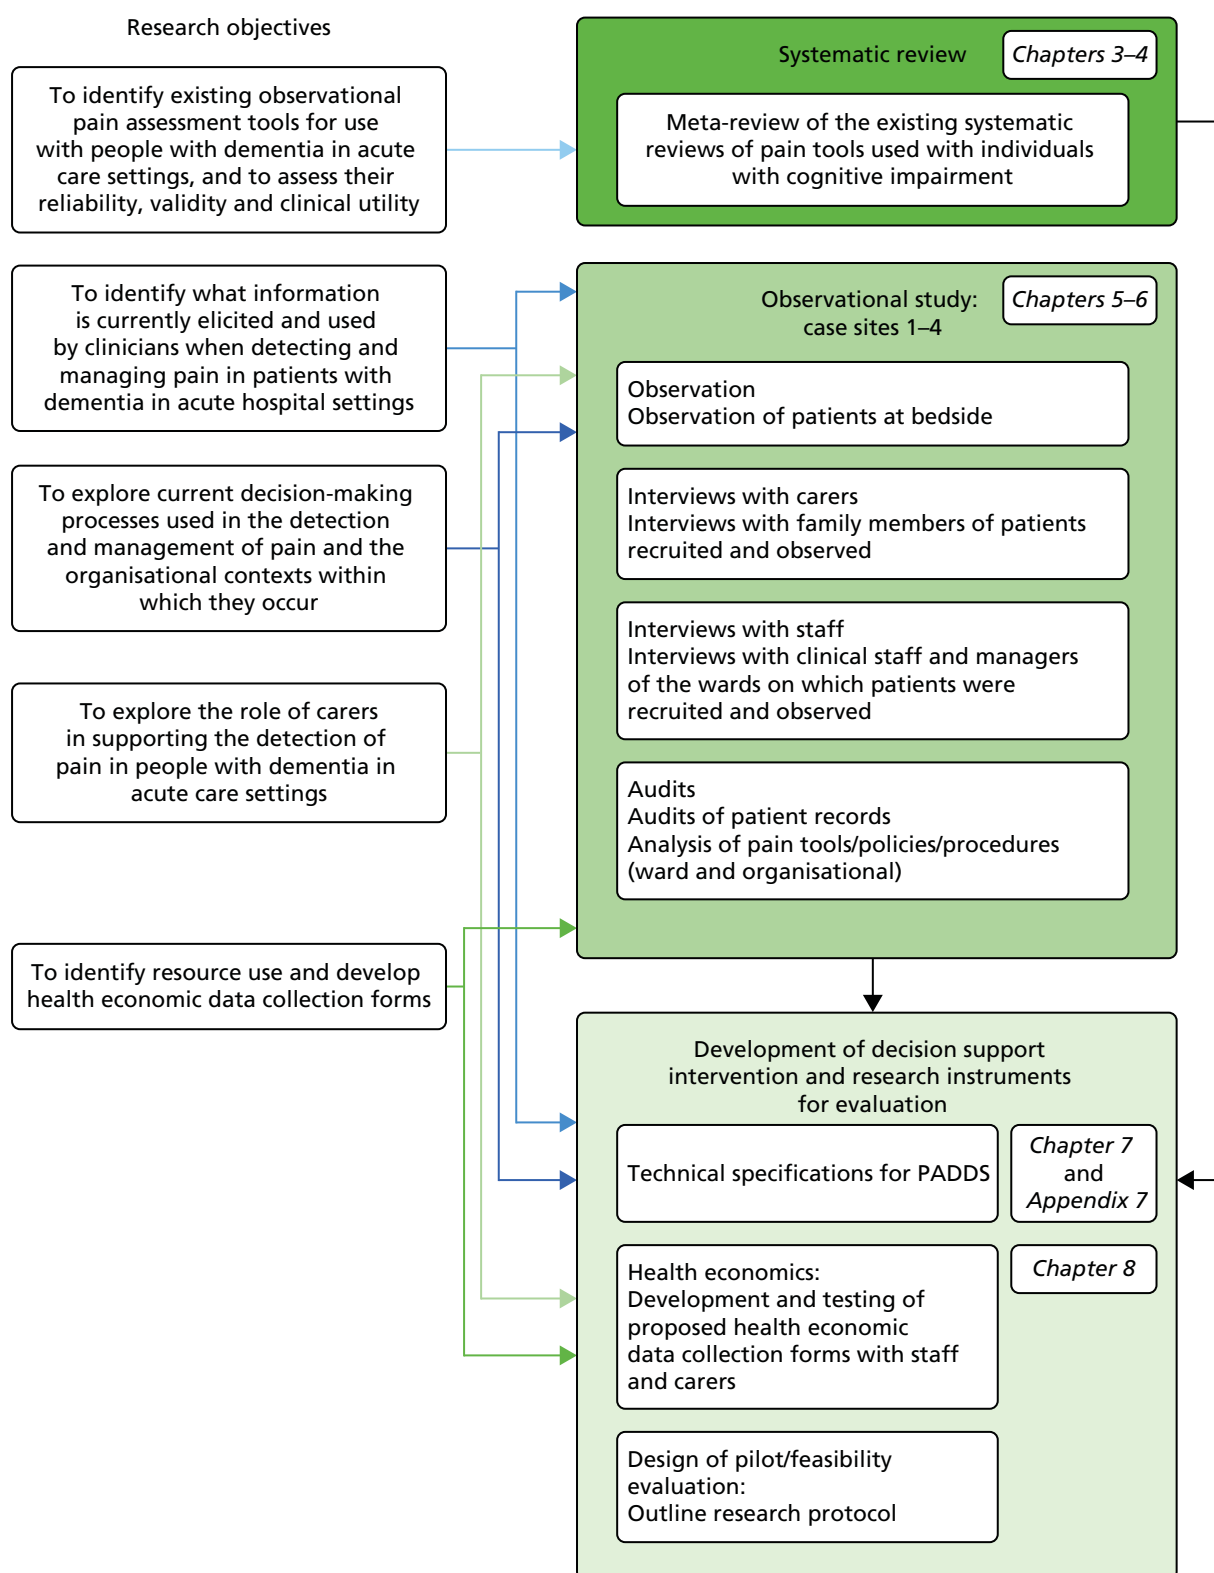 Research objectives
To identify existing observational
pain assessment tools for use
with people with dementia in acute
care settings, and to assess their
reliability, validity and clinical utility
To identify what information
is currently elicited and used
by clinicians when detecting and
managing pain in patients with
dementia in acute hospital settings
To explore current decision-making
processes used in the detection
and management of pain and the
organisational contexts within
which they occur
To explore the role of carers
in supporting the detection of
pain in people with dementia in
acute care settings
To identify resource use and develop
health economic data collection forms
Systematic review
Chapters 3–4
Meta-review of the existing systematic
reviews of pain tools used with individuals
with cognitive impairment
Observational study:
case sites 1–4
Chapters 5–6
Observation
Observation of patients at bedside
Interviews with carers
Interviews with family members of patients
recruited and observed
Interviews with staff
Interviews with clinical staff and managers
of the wards on which patients were
recruited and observed
Audits
Audits of patient records
Analysis of pain tools/policies/procedures
(ward and organisational)
Development of decision support
intervention and research instruments
for evaluation
Technical specifications for PADDS
Chapter 7
and
Appendix 7
Health economics:
Development and testing of
proposed health economic
data collection forms with staff
and carers
Chapter 8
Design of pilot/feasibility
evaluation:
Outline research protocol